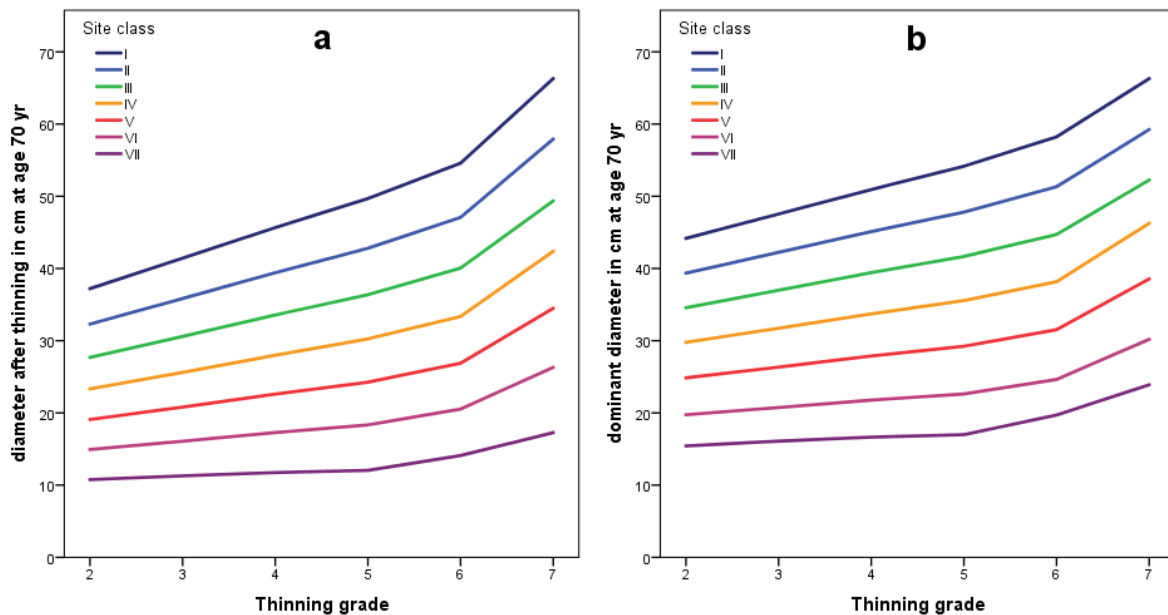 a
Site class
I
II
III
IV
V
VI
VII
70
60
50
40
30
20
10
0
diameter after thinning in cm at age 70 yr
2 3 4 5 6 7
Thinning grade
b
Site class
I
II
III
IV
V
VI
VII
70
60
50
40
30
20
10
0
dominant diameter in cm at age 70 yr
2 3 4 5 6 7
Thinning grade